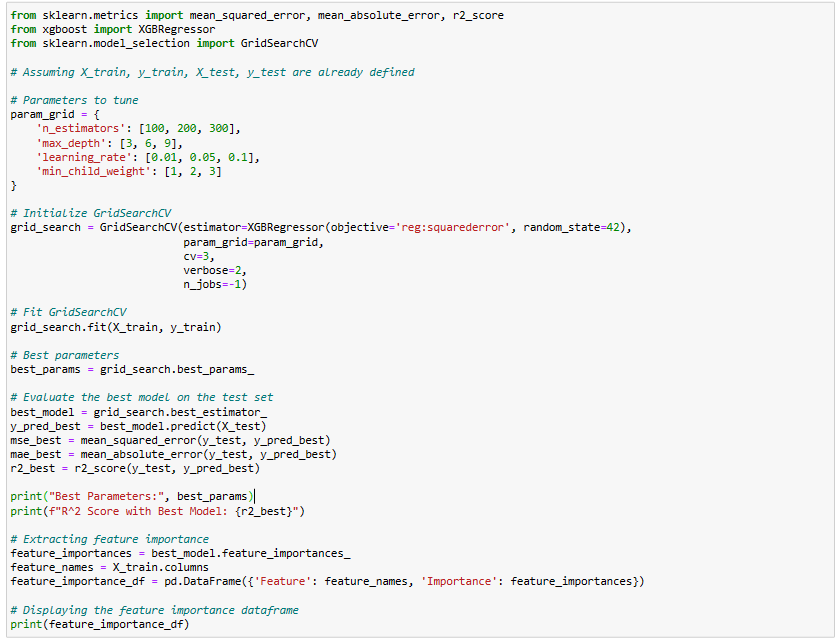 from sklearn.metrics import mean_squared_error, mean_absolute_error, r2_score
from xgboost import XGBRegressor
from sklearn.model_selection import GridSearchCV

# Assuming X_train, y_train, X_test, y_test are already defined

# Parameters to tune
param_grid = {
    'n_estimators': [100, 200, 300],
    'max_depth': [3, 6, 9],
    'learning_rate': [0.01, 0.05, 0.1],
    'min_child_weight': [1, 2, 3]
}

# Initialize GridSearchCV
grid_search = GridSearchCV(estimator=XGBRegressor(objective='reg:squarederror', random_state=42),
                           param_grid=param_grid,
                           cv=3,
                           verbose=2,
                           n_jobs=-1)

# Fit GridSearchCV
grid_search.fit(X_train, y_train)

# Best parameters
best_params = grid_search.best_params_

# Evaluate the best model on the test set
best_model = grid_search.best_estimator_
y_pred_best = best_model.predict(X_test)
mse_best = mean_squared_error(y_test, y_pred_best)
mae_best = mean_absolute_error(y_test, y_pred_best)
r2_best = r2_score(y_test, y_pred_best)

print("Best Parameters:", best_params)
print(f"R^2 Score with Best Model: {r2_best}")

# Extracting feature importance
feature_importances = best_model.feature_importances_
feature_names = X_train.columns
feature_importance_df = pd.DataFrame({'Feature': feature_names, 'Importance': feature_importances})

# Displaying the feature importance dataframe
print(feature_importance_df)